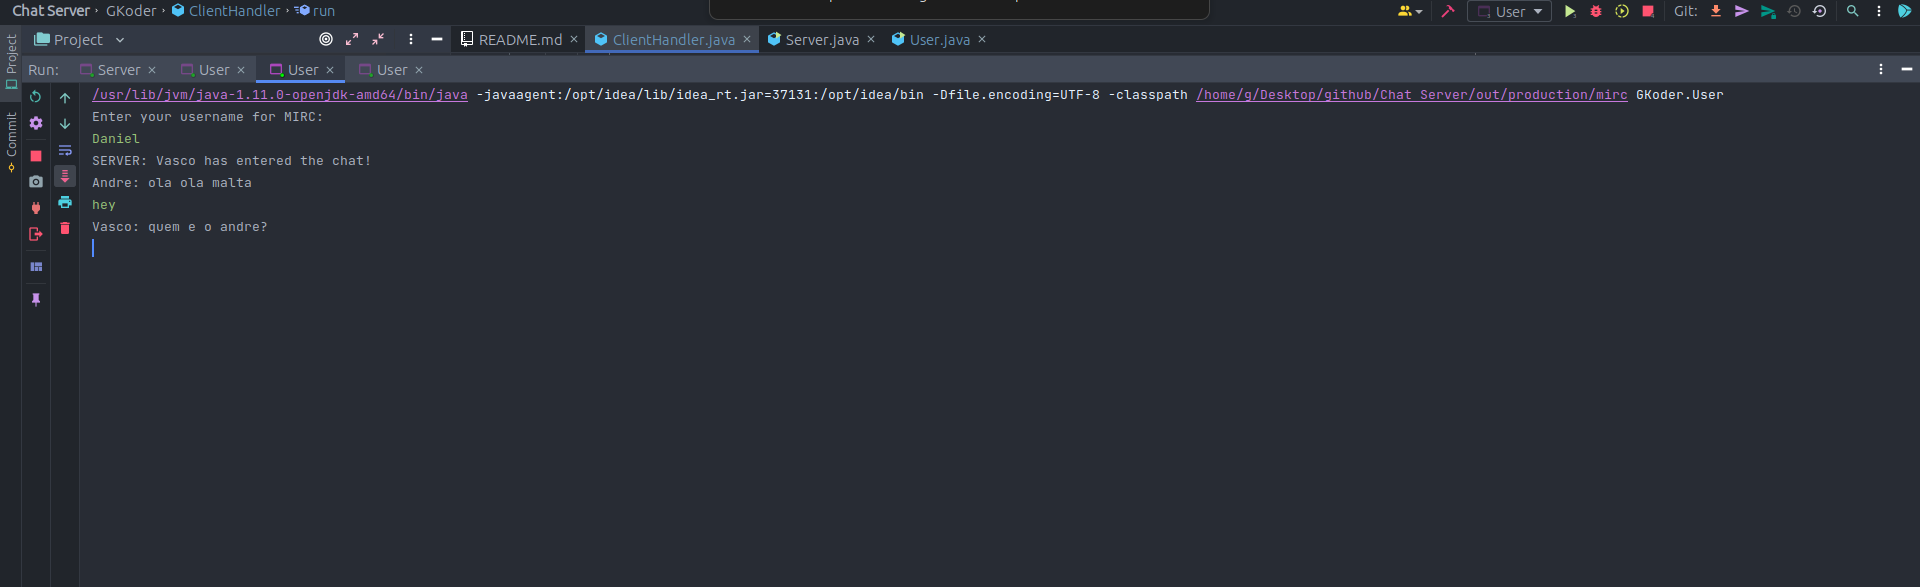 Chat Server › GKoder › ClientHandler › run
User
Git:
Project
Project
README.md
ClientHandler.java
Server.java
User.java
Run:
Server
User
User
User
Commit
/usr/lib/jvm/java-1.11.0-openjdk-amd64/bin/java -javaagent:/opt/idea/lib/idea_rt.jar=37131:/opt/idea/bin -Dfile.encoding=UTF-8 -classpath /home/g/Desktop/github/Chat Server/out/production/mirc GKoder.User
Enter your username for MIRC:
Daniel
SERVER: Vasco has entered the chat!
Andre: ola ola malta
hey
Vasco: quem e o andre?